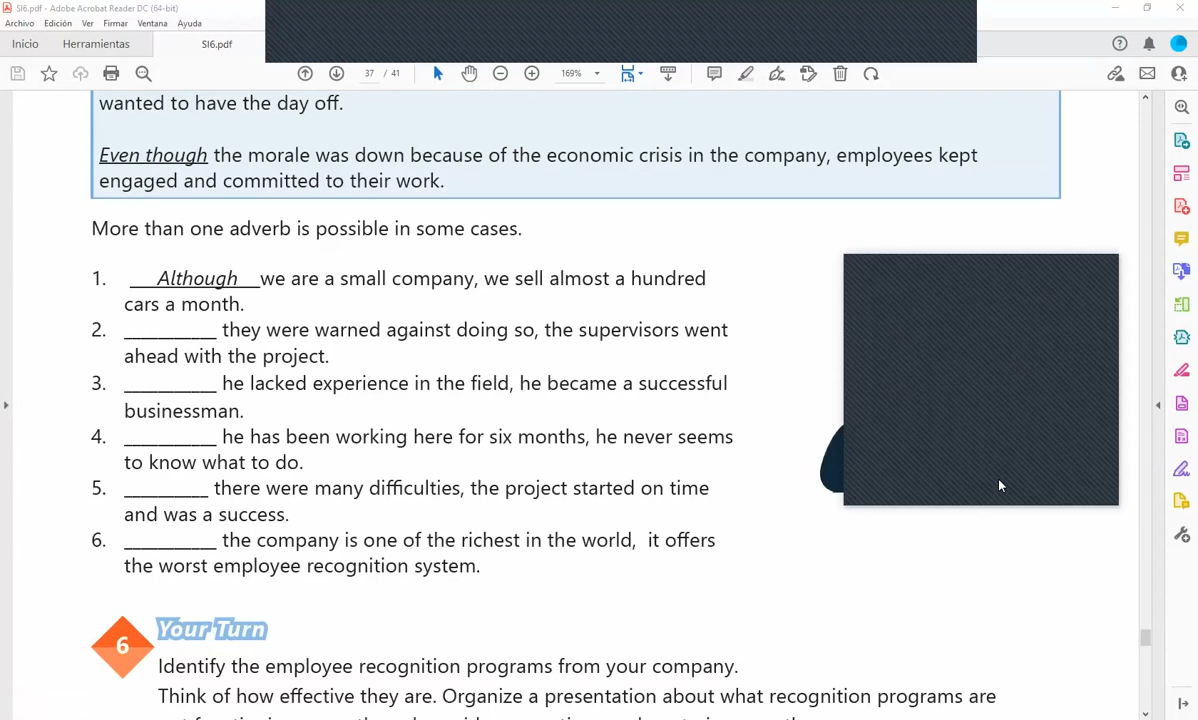 SI6.pdf - Adobe Acrobat Reader DC (64-bit)
Archivo Edición Ver Firmar Ventana Ayuda
Inicio Herramientas SI6.pdf
37 / 41 169%
wanted to have the day off.
Even though the morale was down because of the economic crisis in the company, employees kept
engaged and committed to their work.
More than one adverb is possible in some cases.
1. ___Although__we are a small company, we sell almost a hundred
cars a month.
2. __________ they were warned against doing so, the supervisors went
ahead with the project.
3. __________ he lacked experience in the field, he became a successful
businessman.
4. __________ he has been working here for six months, he never seems
to know what to do.
5. _________ there were many difficulties, the project started on time
and was a success.
6. __________ the company is one of the richest in the world, it offers
the worst employee recognition system.
6 Your Turn
Identify the employee recognition programs from your company.
Think of how effective they are. Organize a presentation about what recognition programs are